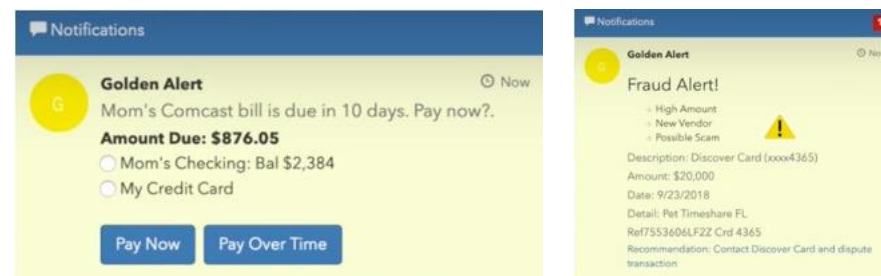 Notifications
Golden Alert
Now
G
Mom's Comcast bill is due in 10 days. Pay now?.
Amount Due: $876.05
Mom's Checking: Bal $2,384
My Credit Card
Pay Now
Pay Over Time
Notifications
Golden Alert
G
Fraud Alert!
High Amount
New Vendor
Possible Scam
Description: Discover Card (xxxx4365)
Amount: $20,000
Date: 9/23/2018
Detail: Pet Timeshare FL
Ref7553606LF2Z Crd 4365
Recommendation: Contact Discover Card and dispute
transaction